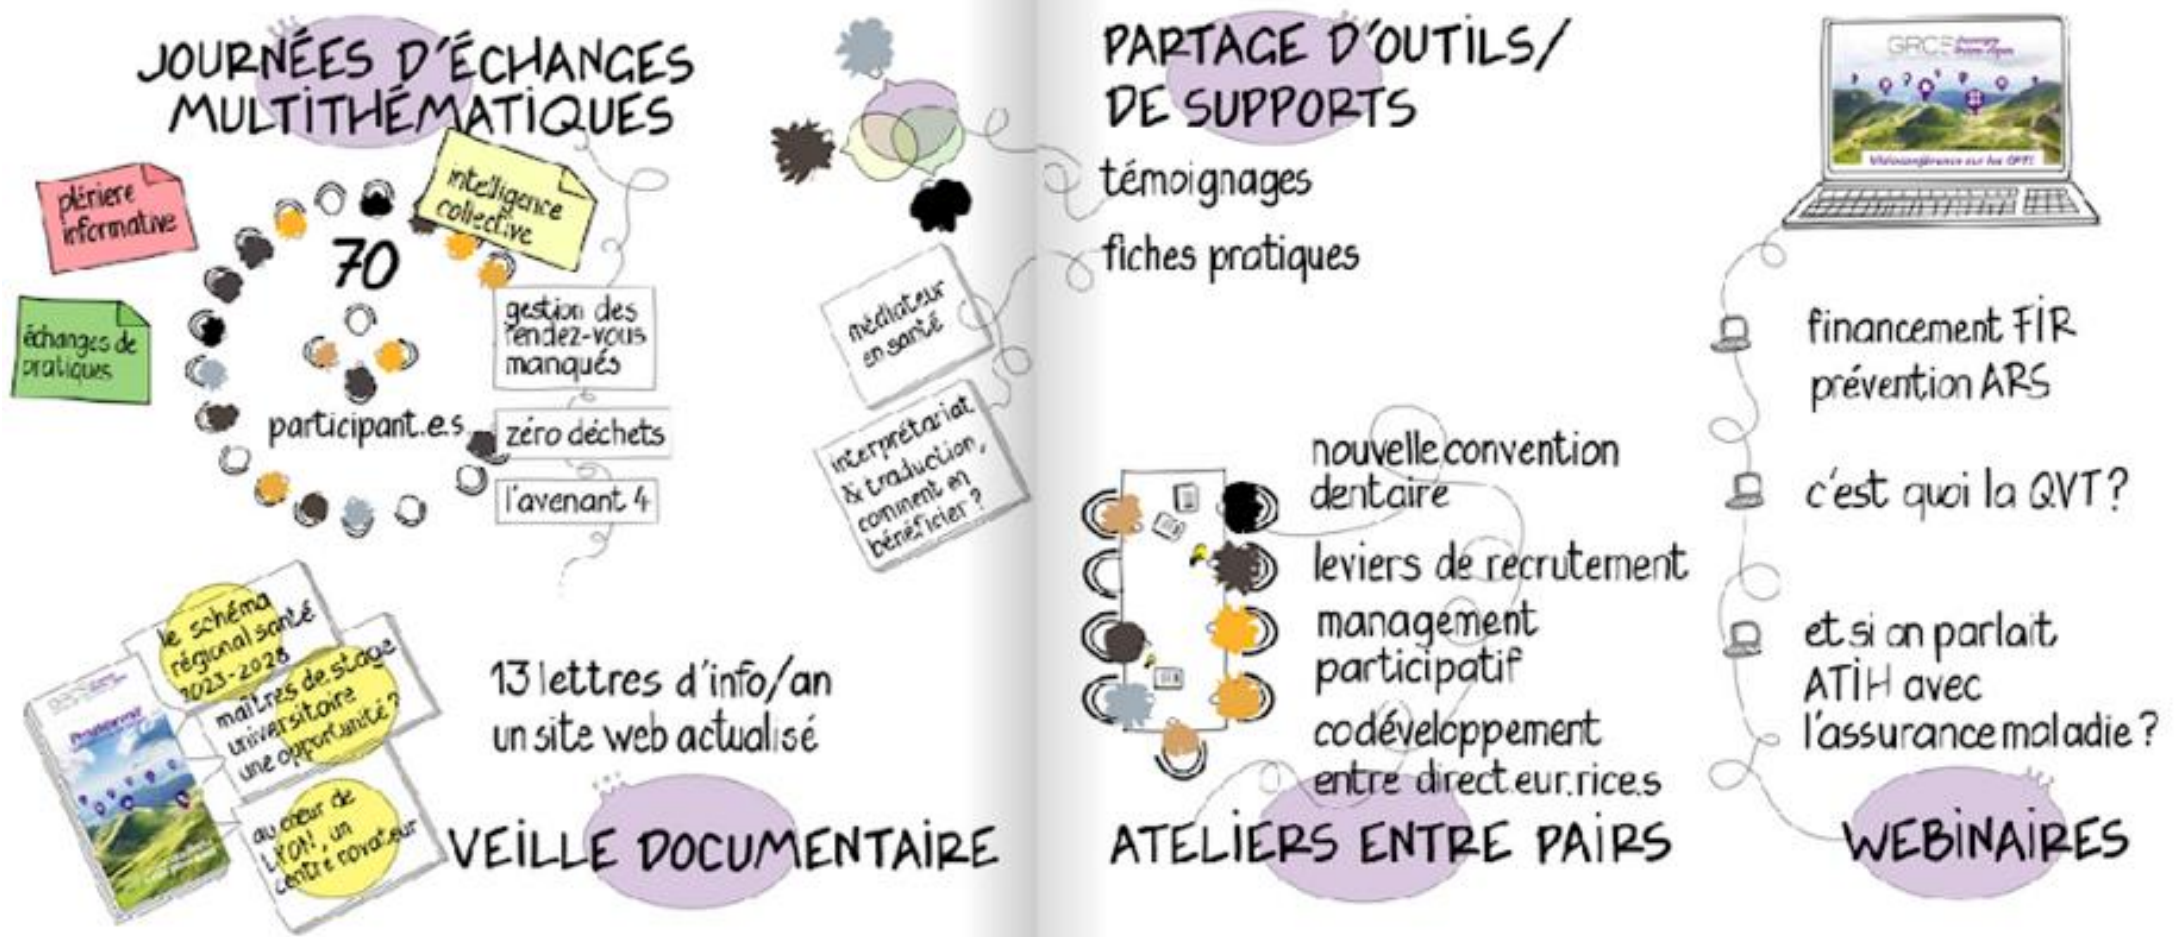 JOURNÉES D'ÉCHANGES
MULTITHÉMATIQUES
plénière
informative
intelligence
collective
échanges de
pratiques
70
participant.e.s
gestion des
rendez-vous
manqués
zéro déchets
l'avenant 4
médiateur
en santé
interprétariat
& traduction,
comment en
bénéficier ?
le schéma
régional santé
2023-2028
maîtres de stage
universitaire
une opportunité ?
au cœur de
LYON, un
centre novateur
13 lettres d'info/an
un site web actualisé
VEILLE DOCUMENTAIRE
PARTAGE D'OUTILS/
DE SUPPORTS
témoignages
fiches pratiques
nouvelle convention
dentaire
leviers de recrutement
management
participatif
codéveloppement
entre direct.eur.rice.s
ATELIERS ENTRE PAIRS
GRCS
financement FIR
prévention ARS
c'est quoi la QVT ?
et si on parlait
ATIH avec
l'assurance maladie ?
WEBINAIRES